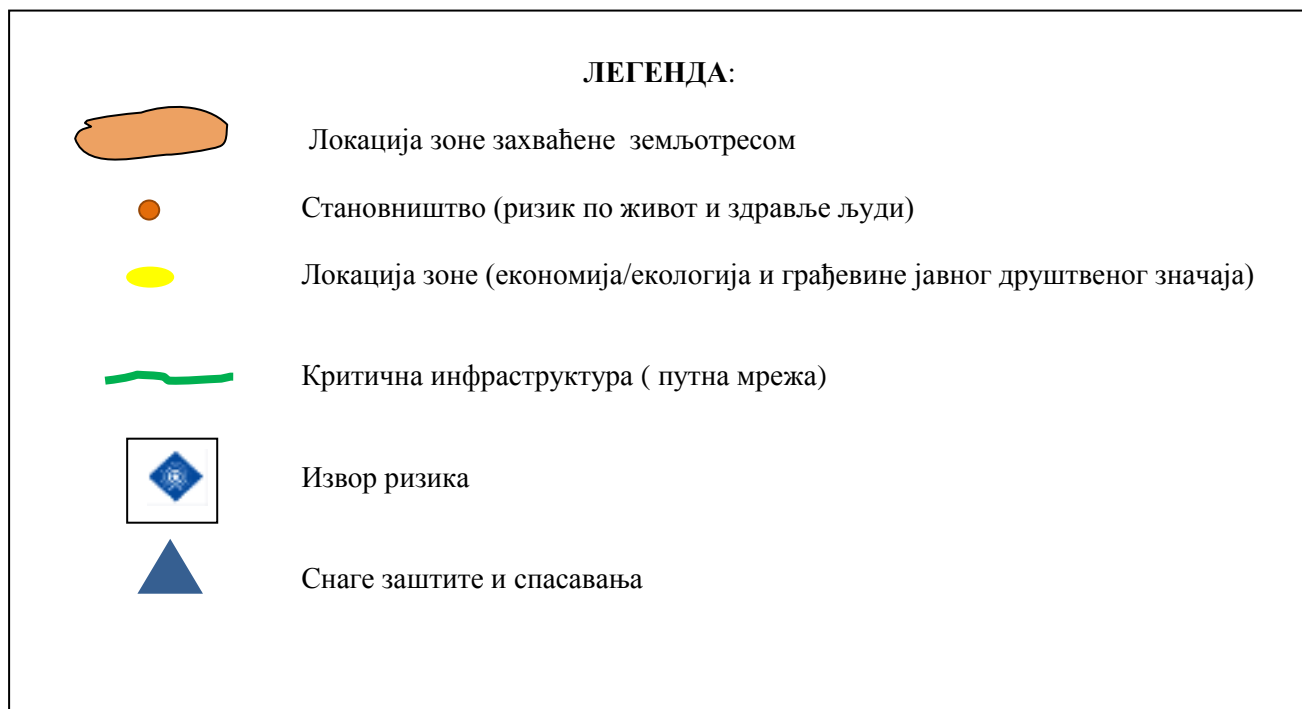 ЛЕГЕНДА:
Локација зоне захваћене земљотресом
Становништво (ризик по живот и здравље људи)
Локација зоне (економија/екологија и грађевине јавног друштвеног значаја)
Критична инфраструктура ( путна мрежа)
Извор ризика
Снаге заштите и спасавања